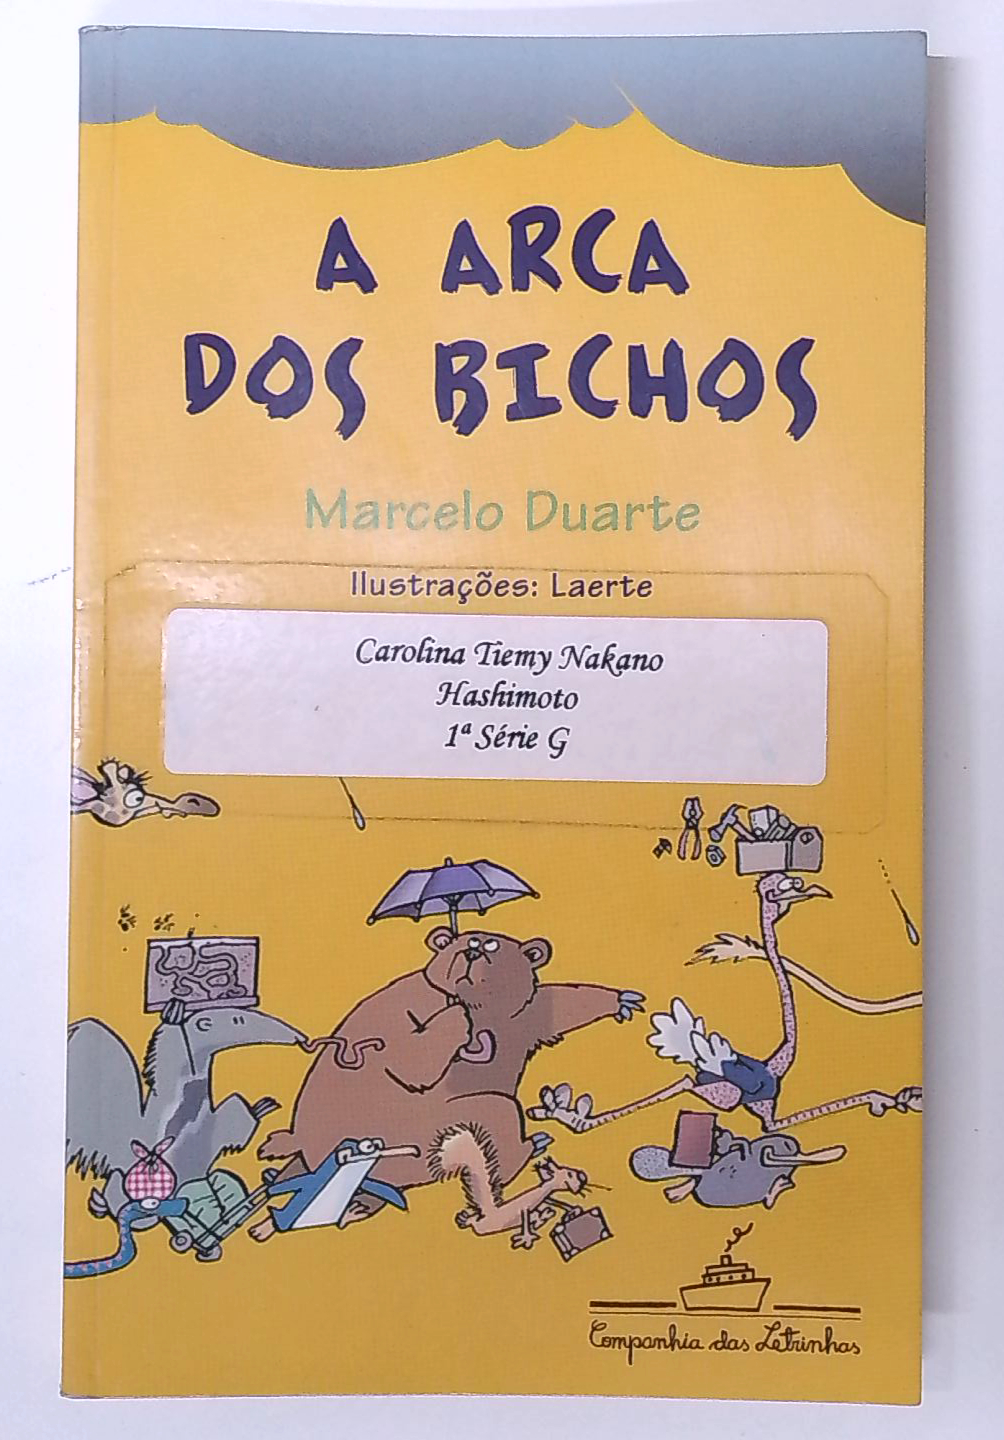 A ARCA
DOS BICHOS
Marcelo Duarte
Ilustrações: Laerte
Carolina Tiemy Nakano
Hashimoto
1ª Série G
Companhia das Letrinhas